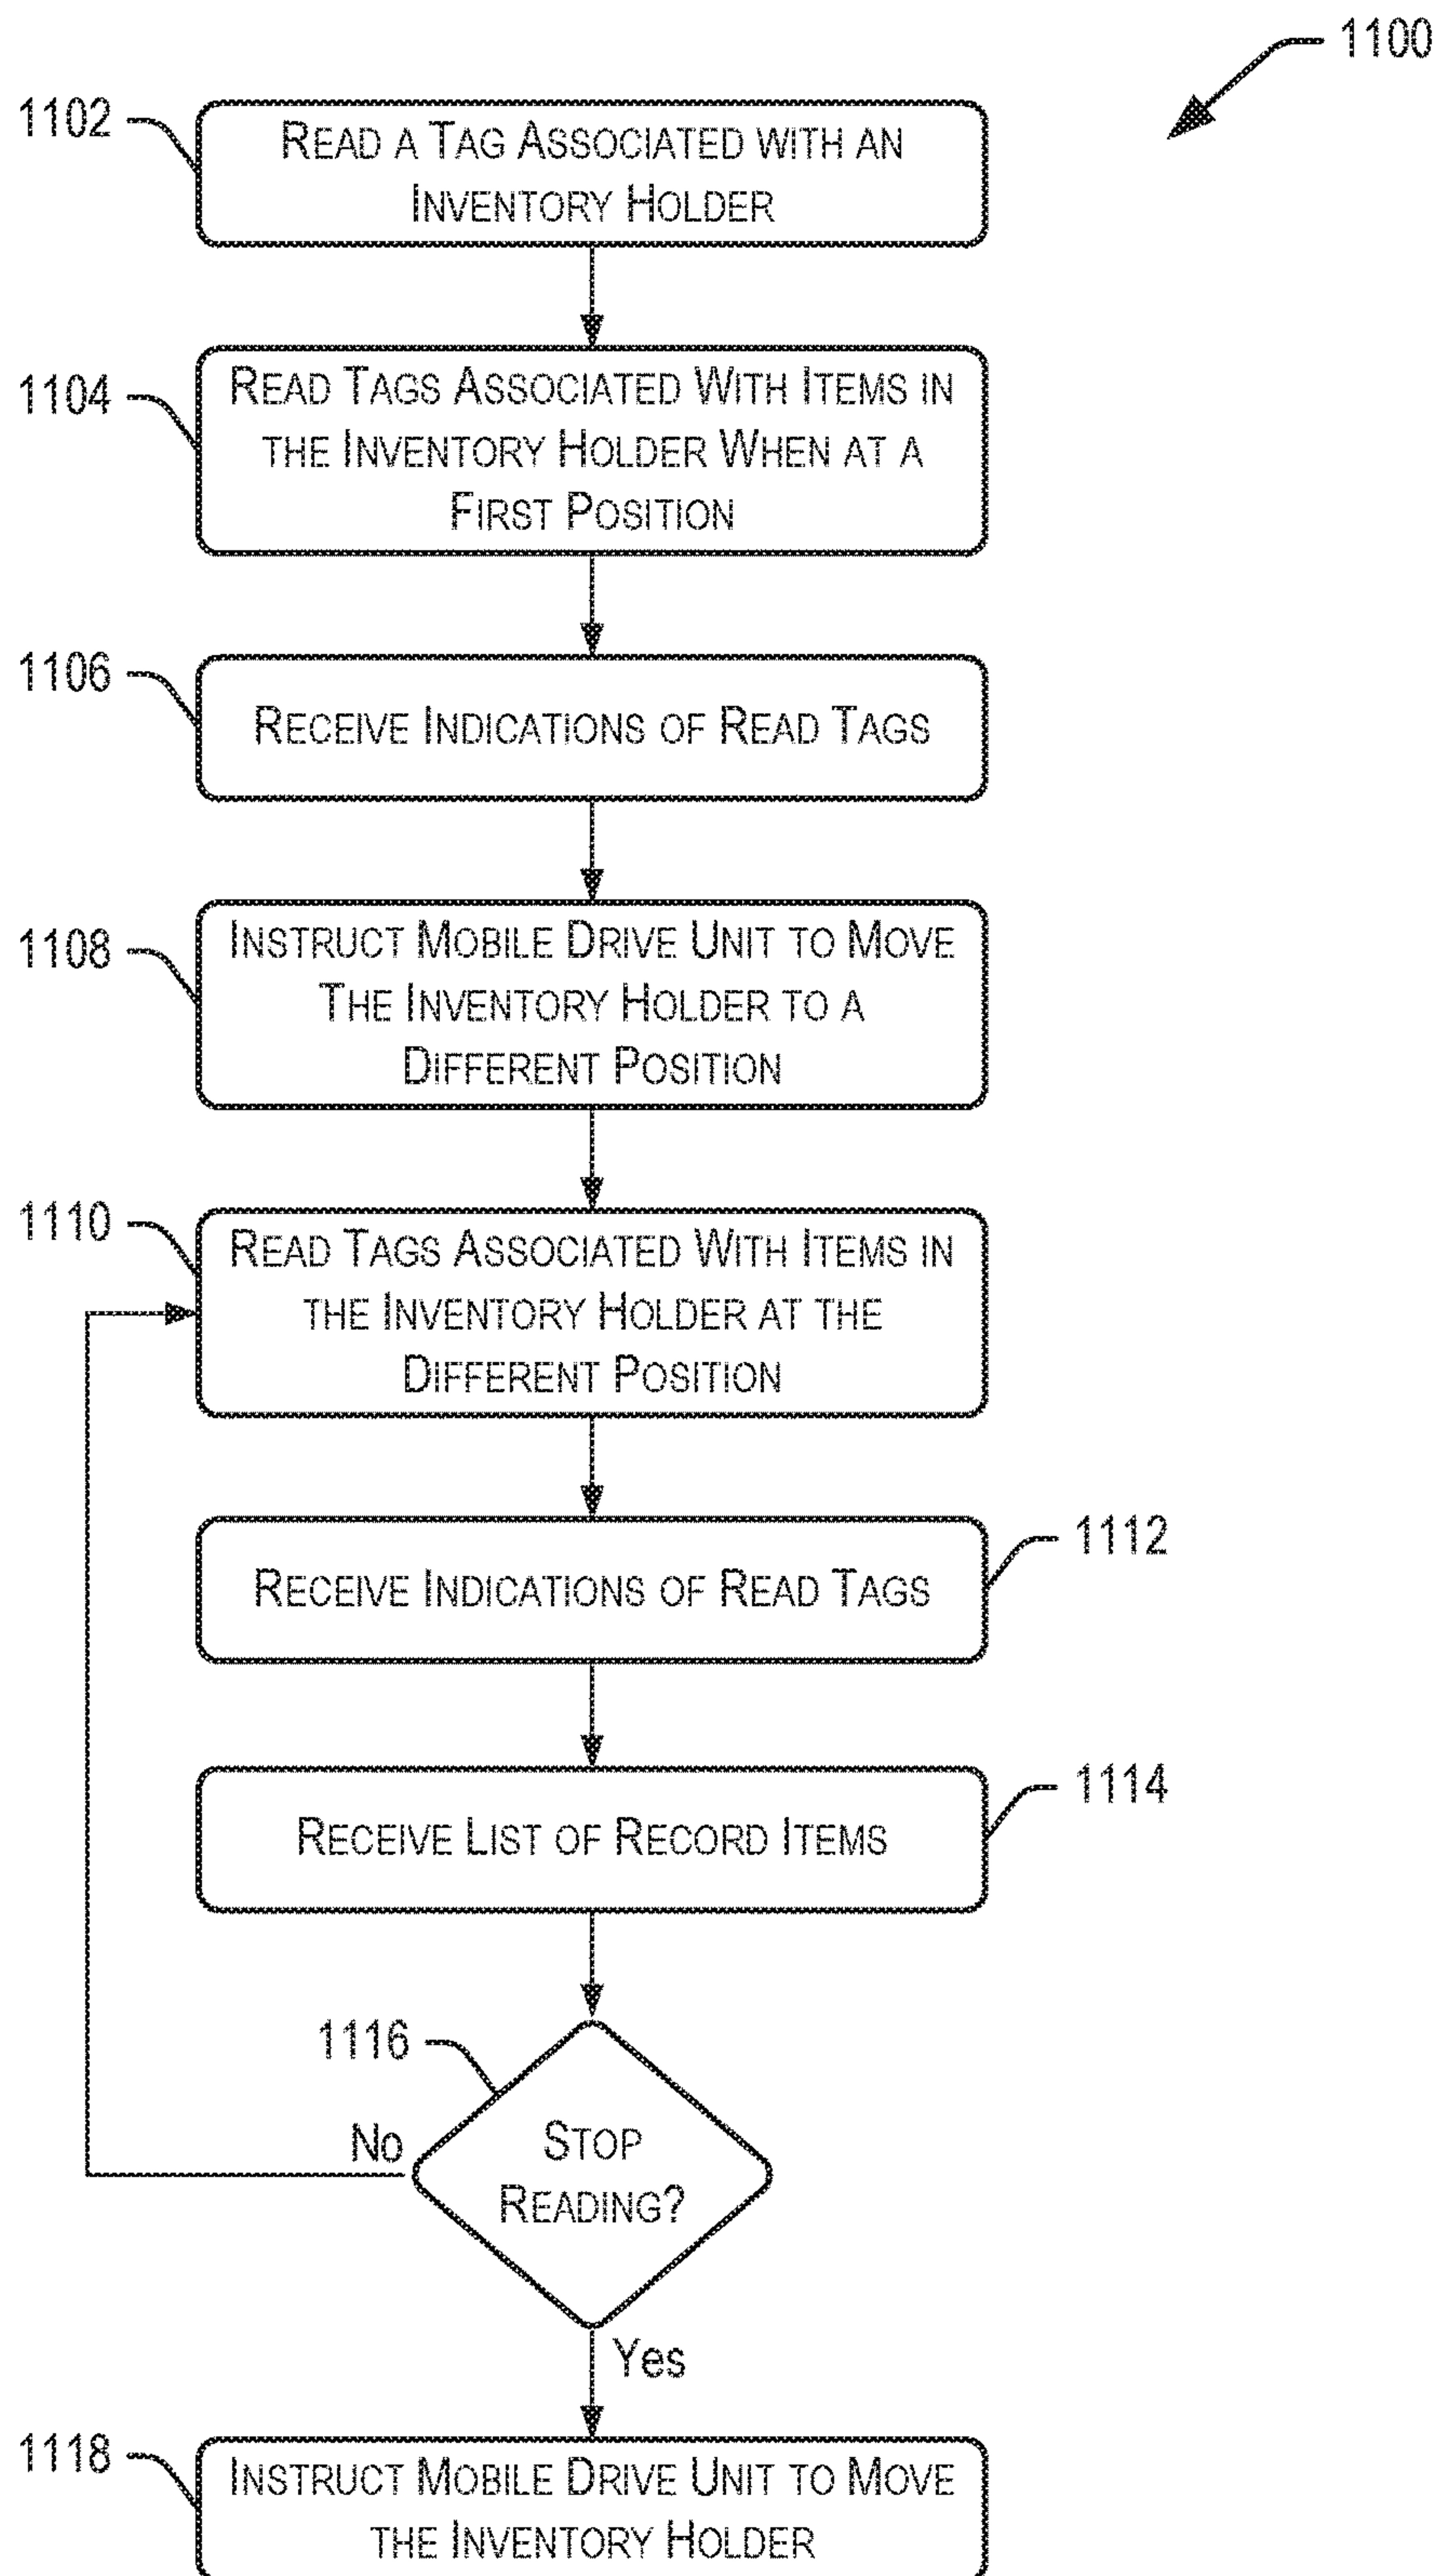 1100
1102
READ A TAG ASSOCIATED WITH AN
INVENTORY HOLDER
1104
READ TAGS ASSOCIATED WITH ITEMS IN
THE INVENTORY HOLDER WHEN AT A
FIRST POSITION
1106
RECEIVE INDICATIONS OF READ TAGS
1108
INSTRUCT MOBILE DRIVE UNIT TO MOVE
THE INVENTORY HOLDER TO A
DIFFERENT POSITION
1110
READ TAGS ASSOCIATED WITH ITEMS IN
THE INVENTORY HOLDER AT THE
DIFFERENT POSITION
1112
RECEIVE INDICATIONS OF READ TAGS
1114
RECEIVE LIST OF RECORD ITEMS
1116
No
STOP
READING?
Yes
1118
INSTRUCT MOBILE DRIVE UNIT TO MOVE
THE INVENTORY HOLDER